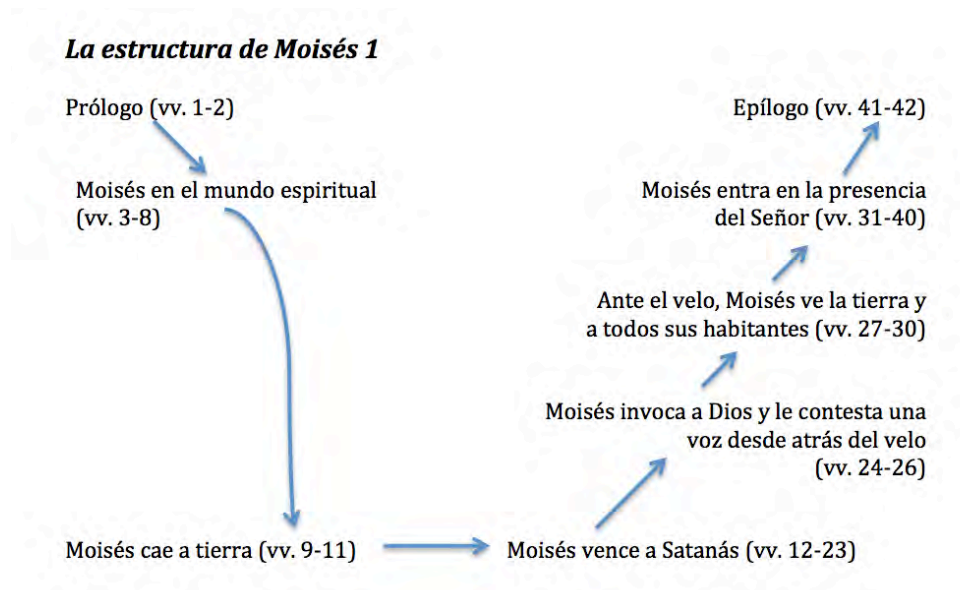 La estructura de Moisés 1
Prólogo (vv. 1-2)
Moisés en el mundo espiritual
(vv. 3-8)
Moisés cae a tierra (vv. 9-11)
Moisés vence a Satanás (vv. 12-23)
Moisés invoca a Dios y le contesta una
voz desde atrás del velo
(vv. 24-26)
Ante el velo, Moisés ve la tierra y
a todos sus habitantes (vv. 27-30)
Moisés entra en la presencia
del Señor (vv. 31-40)
Epílogo (vv. 41-42)